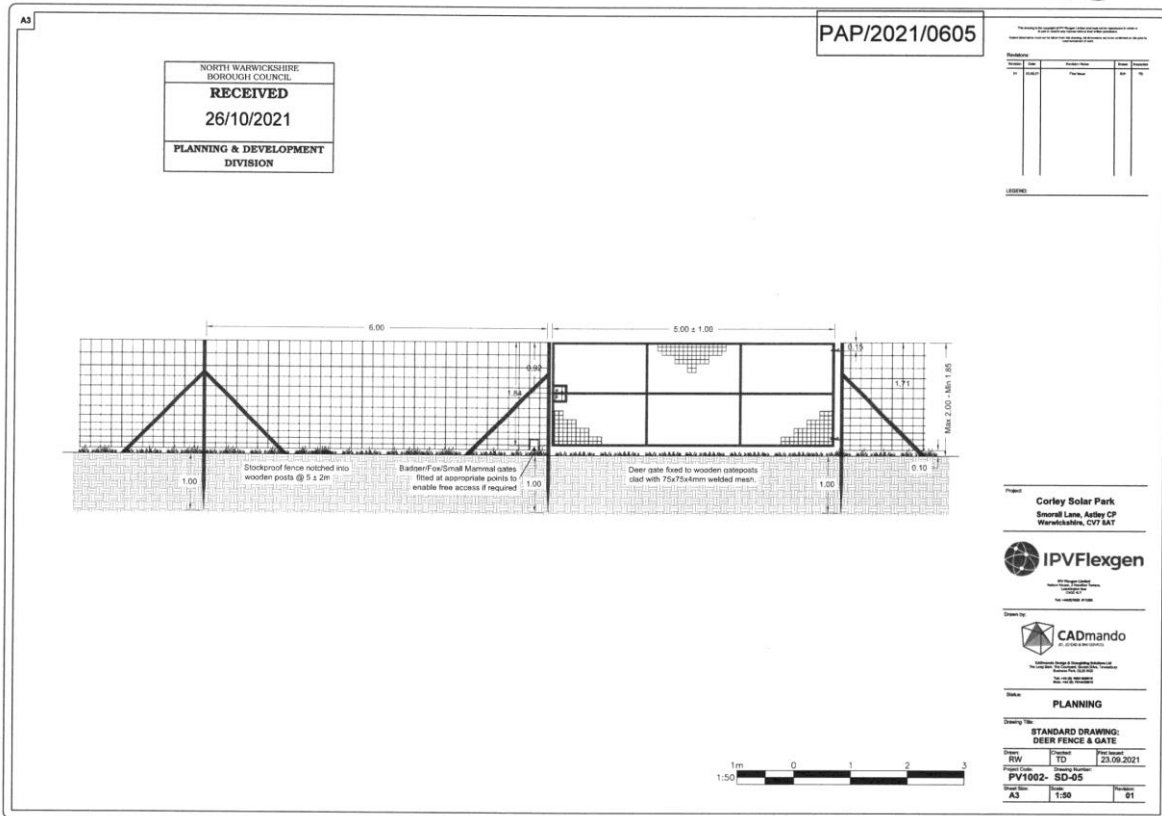 A3
PAP/2021/0605
NORTH WARWICKSHIRE
BOROUGH COUNCIL
RECEIVED
26/10/2021
PLANNING & DEVELOPMENT
DIVISION
Revisions:
01
First Issue
RW
TD
LEGEND:
6.00
5.00 ± 1.00
0.15
0.92
1.84
1.71
Max 2.00 - Min 1.85
0.10
1.00
Stockproof fence notched into
wooden posts @ 5 ± 2m
Badger/Fox/Small Mammal gates
fitted at appropriate points to
enable free access if required
1.00
Deer gate fixed to wooden gateposts
clad with 75x75x4mm welded mesh.
1.00
1m 0 1 2 3
1:50
Project:
Corley Solar Park
Smorall Lane, Astley CP
Warwickshire, CV7 8AT
IPVFlexgen
Drawn by:
CADmando
Status:
PLANNING
Drawing Title:
STANDARD DRAWING:
DEER FENCE & GATE
Drawn: Checked: First Issued:
RW TD 23.09.2021
Project Code: Drawing Number:
PV1002- SD-05
Sheet Size: Scale: Revision:
A3 1:50 01